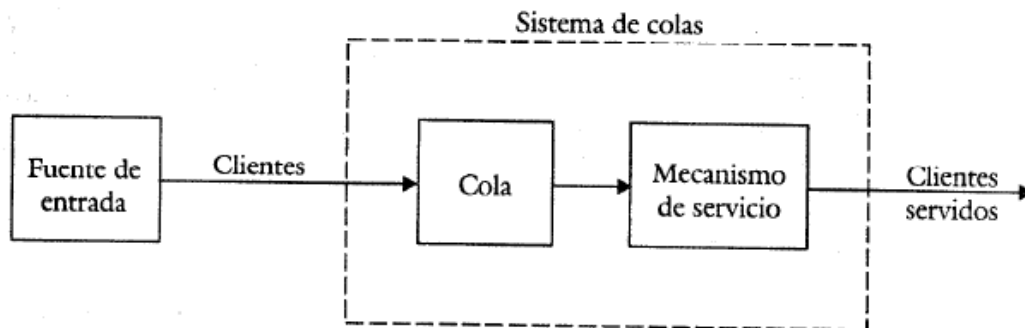 Sistema de colas
Fuente de
entrada
Clientes
Cola
Mecanismo
de servicio
Clientes
servidos